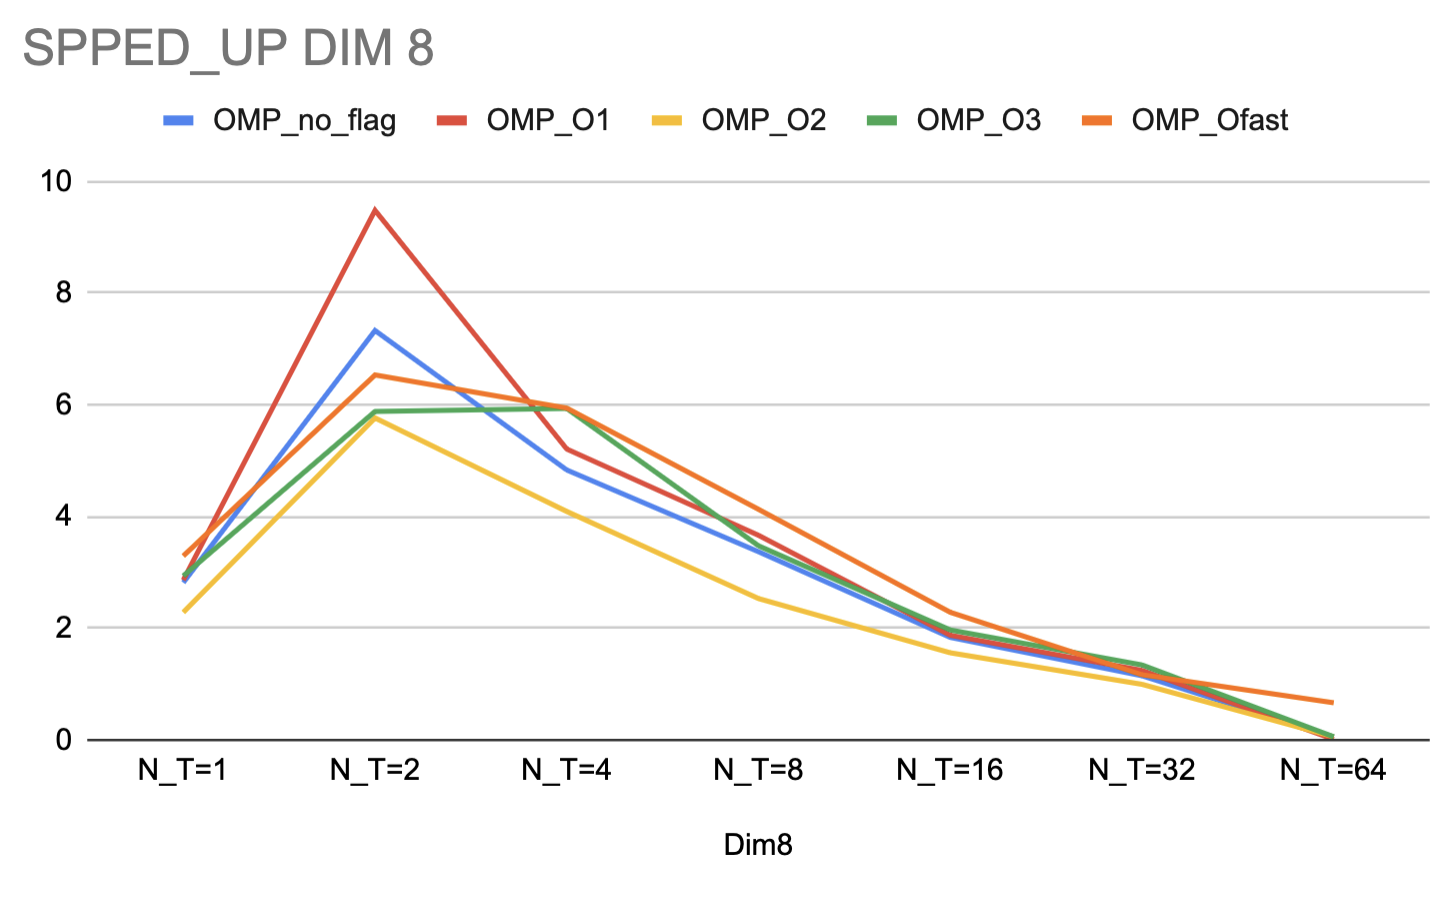 SPPED_UP DIM 8
OMP_no_flag OMP_O1 OMP_O2 OMP_O3 OMP_Ofast
10
8
6
4
2
0
N_T=1 N_T=2 N_T=4 N_T=8 N_T=16 N_T=32 N_T=64
Dim8